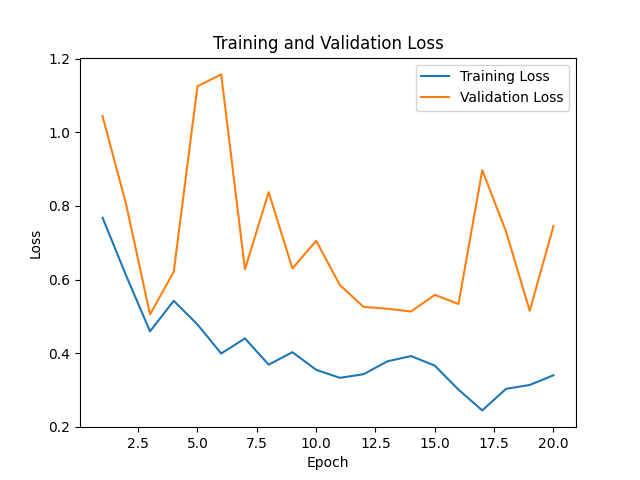 Training and Validation Loss
Training Loss
Validation Loss
1.2
1.0
0.8
0.6
0.4
0.2
Loss
2.5 5.0 7.5 10.0 12.5 15.0 17.5 20.0
Epoch